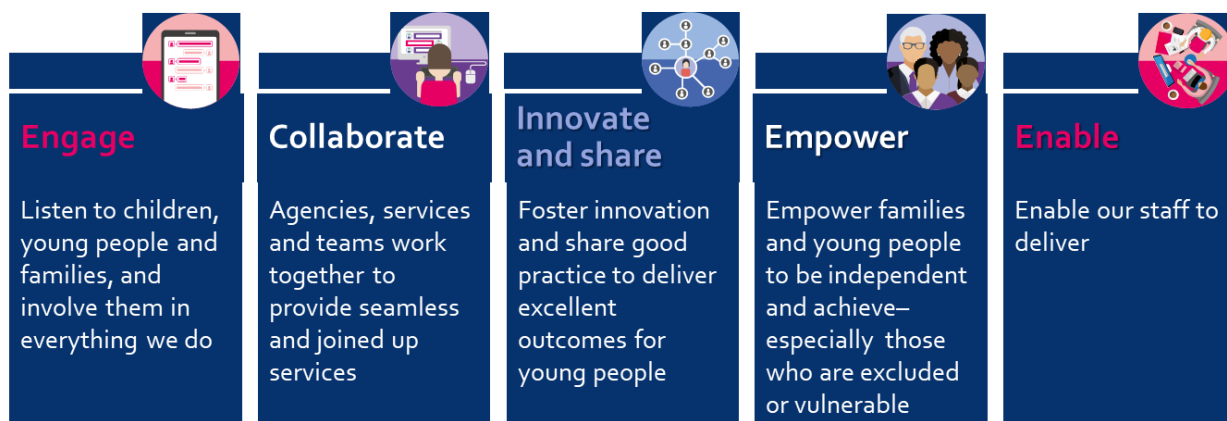 Engage
Listen to children,
young people and
families, and
involve them in
everything we do
Collaborate
Agencies, services
and teams work
together to
provide seamless
and joined up
services
Innovate
and share
Foster innovation
and share good
practice to deliver
excellent
outcomes for
young people
Empower
Empower families
and young people
to be independent
and achieve–
especially those
who are excluded
or vulnerable
Enable
Enable our staff to
deliver